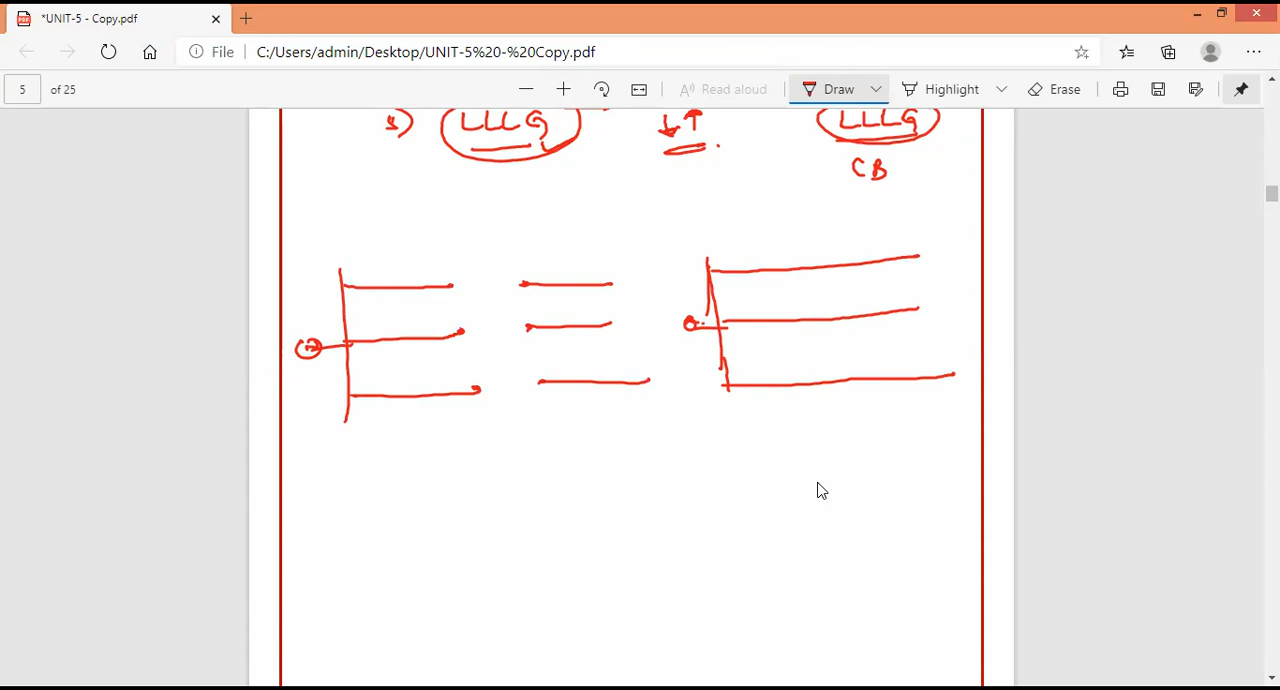 *UNIT-5 - Copy.pdf
File C:/Users/admin/Desktop/UNIT-5%20-%20Copy.pdf
5 of 25 Read aloud Draw Highlight Erase
LLLG LLLG
CB